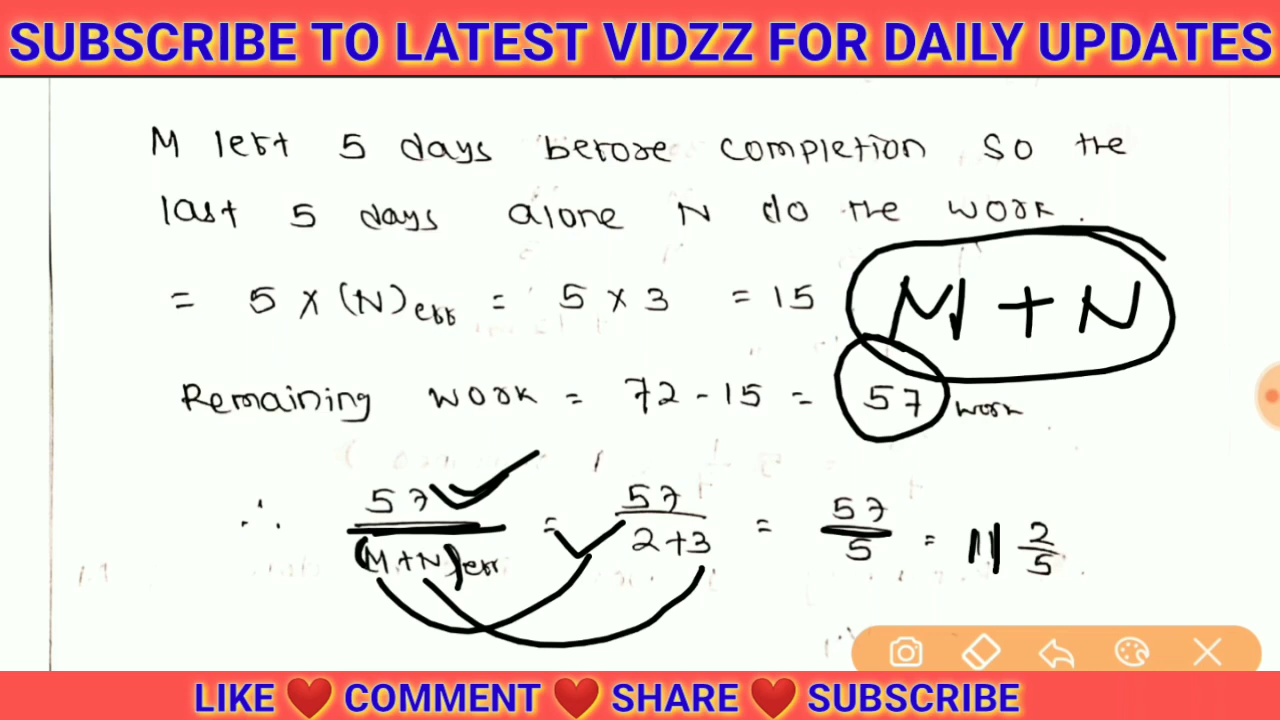 SUBSCRIBE TO LATEST VIDZZ FOR DAILY UPDATES
M left 5 days before completion so the
last 5 days alone N do the work.
= 5 × (N)eff = 5 × 3 = 15
M + N
Remaining work = 72 - 15 = 57 work
∴ 57/(M+N)eff = 57/2+3 = 57/5 = 11 2/5
LIKE ❤ COMMENT ❤ SHARE ❤ SUBSCRIBE